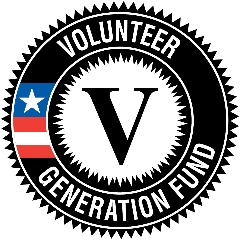 VOLUNTEER
V
GENERATION FUND